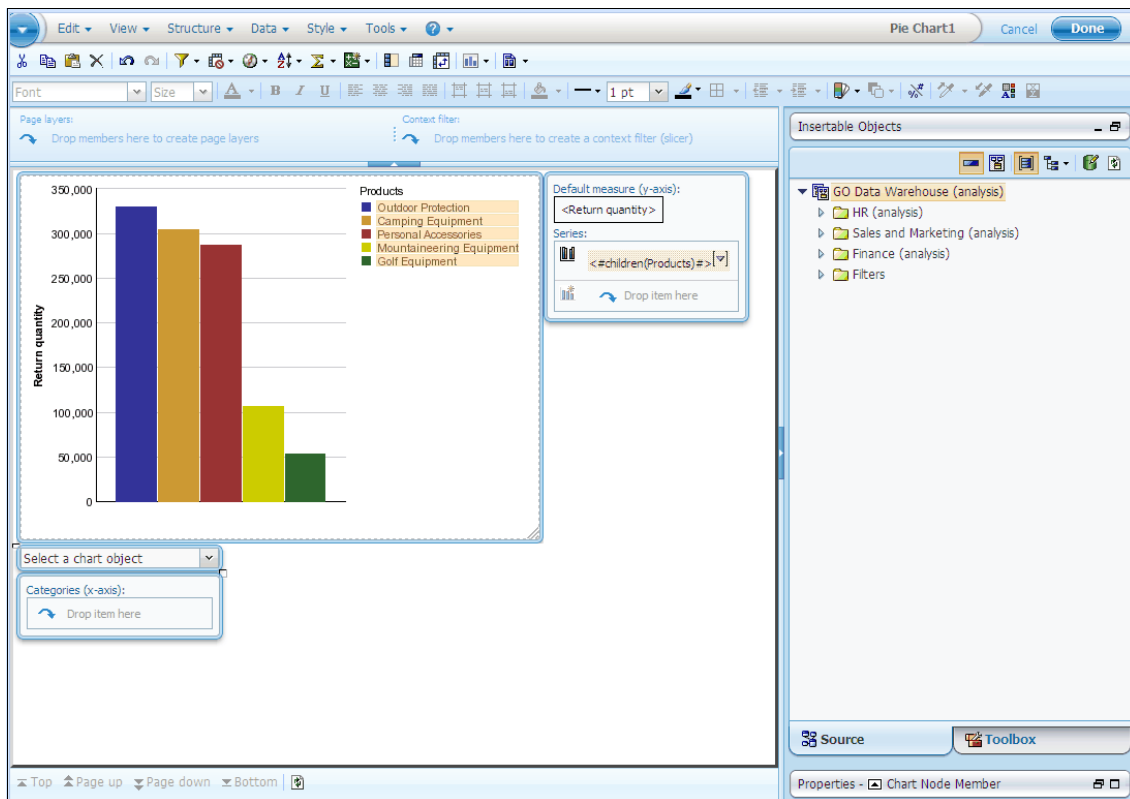 Edit View Structure Data Style Tools
Pie Chart1 Cancel Done
Font Size A B I U 1 pt
Page layers:
Drop members here to create page layers
Context filter:
Drop members here to create a context filter (slicer)
350,000
300,000
250,000
200,000
150,000
100,000
50,000
0
Return quantity
Products
Outdoor Protection
Camping Equipment
Personal Accessories
Mountaineering Equipment
Golf Equipment
Default measure (y-axis):
<Return quantity>
Series:
<#children(Products)#>
Drop item here
Select a chart object
Categories (x-axis):
Drop item here
Insertable Objects
GO Data Warehouse (analysis)
HR (analysis)
Sales and Marketing (analysis)
Finance (analysis)
Filters
Source Toolbox
Top Page up Page down Bottom
Properties - Chart Node Member